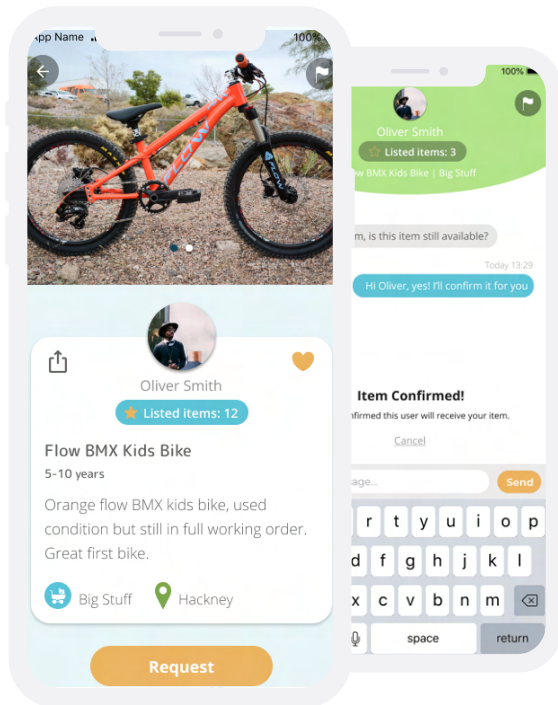 App Name
100%
FLOW
FLOW
Oliver Smith
Listed items: 12
Flow BMX Kids Bike
5-10 years
Orange flow BMX kids bike, used
condition but still in full working order.
Great first bike.
Big Stuff
Hackney
Request
100%
Oliver Smith
Listed items: 3
BMX Kids Bike | Big Stuff
is this item still available?
Today 13:29
Hi Oliver, yes! I'll confirm it for you
Item Confirmed!
this user will receive your item.
Cancel
Send
r t y u i o p
d f g h j k l
x c v b n m
space
return